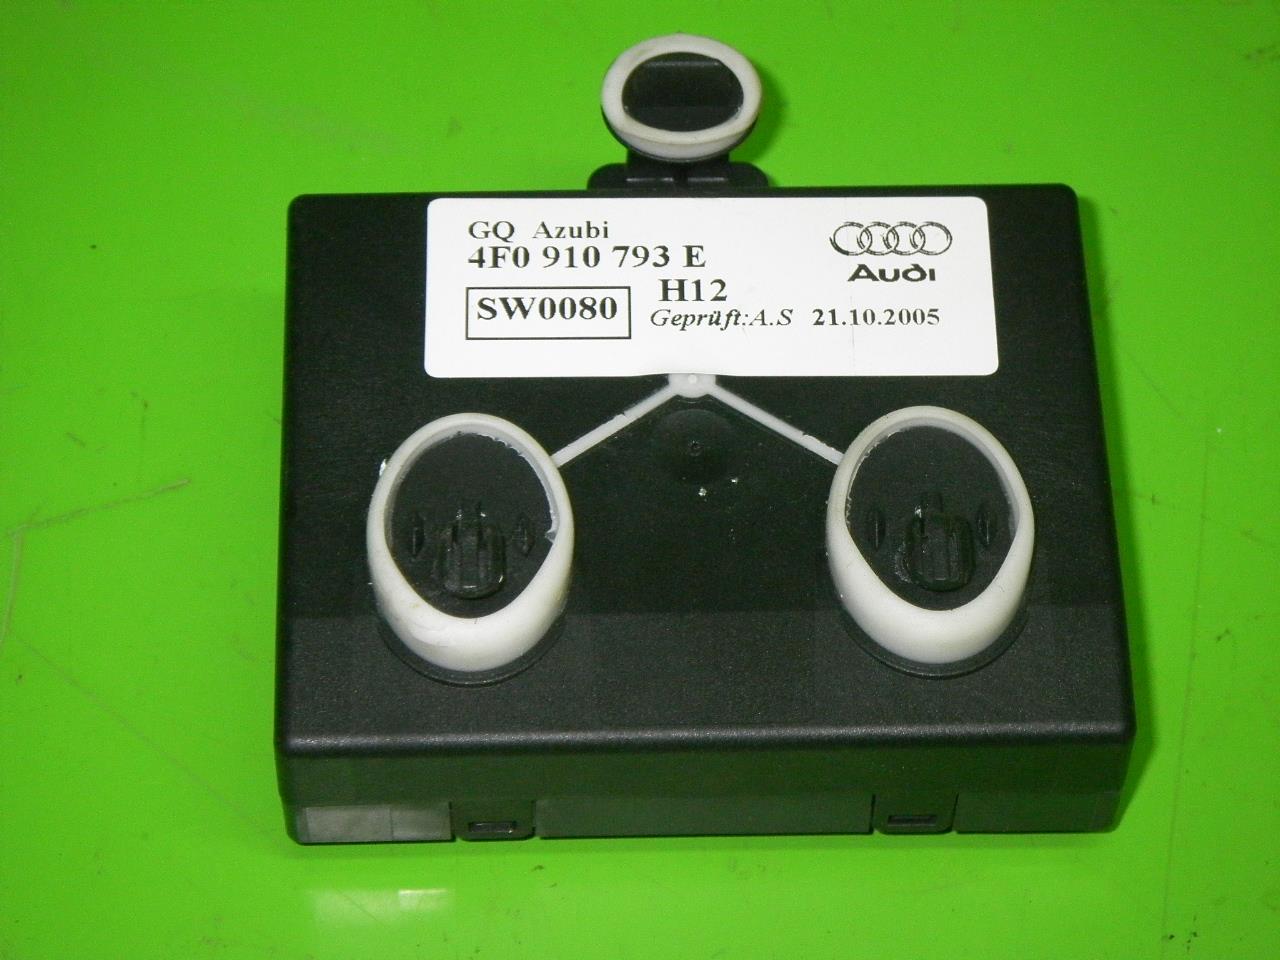 GQ Azubi
4F0 910 793 E
Audi
H12
SW0080
Geprüft:A.S 21.10.2005